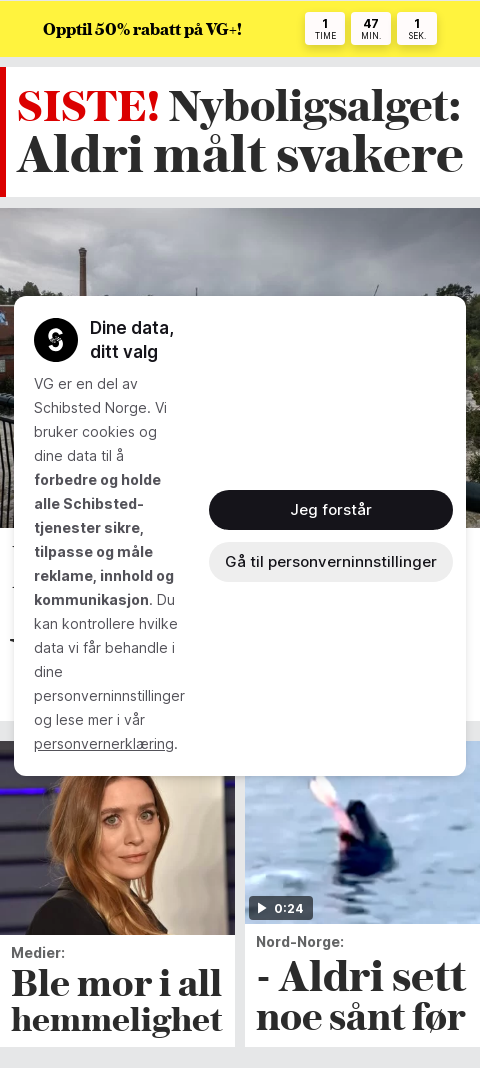 Opptil 50% rabatt på VG+!
1 47 1
TIME MIN. SEK.
SISTE! Nyboligsalget:
Aldri målt svakere
S
Dine data,
ditt valg
VG er en del av
Schibsted Norge. Vi
bruker cookies og
dine data til å
forbedre og holde
alle Schibsted-
tjenester sikre,
tilpasse og måle
reklame, innhold og
kommunikasjon. Du
kan kontrollere hvilke
data vi får behandle i
dine
personverninnstillinger
og lese mer i vår
personvernerklæring.
Jeg forstår
Gå til personverninnstillinger
0:24
Medier:
Ble mor i all
hemmelighet
Nord-Norge:
- Aldri sett
noe sånt før